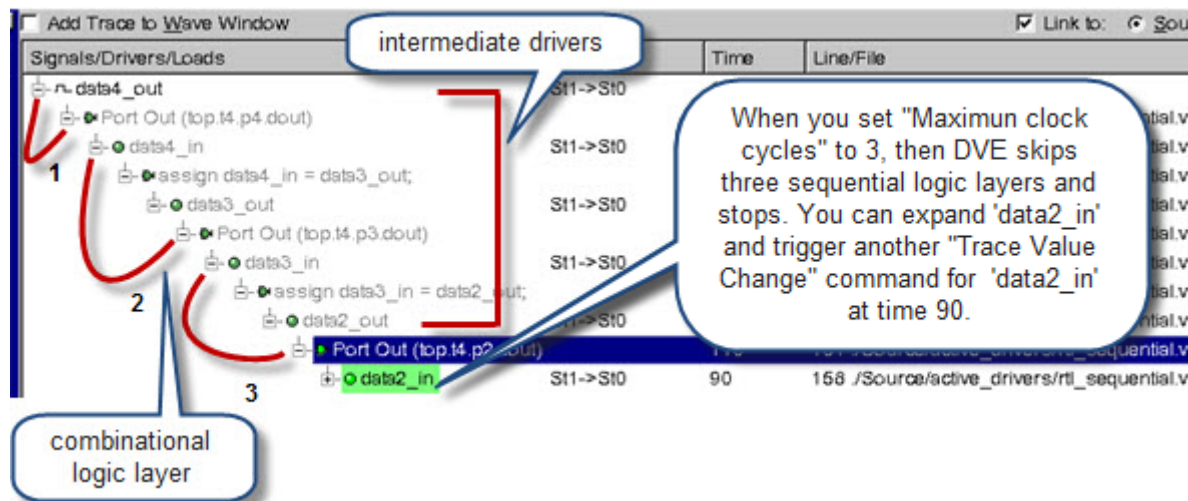 Add Trace to Wave Window
Link to:
Signals/Drivers/Loads
Time
Line/File
intermediate drivers
data4_out
St1->St0
Port Out (top.t4.p4.dout)
1
data4_in
St1->St0
assign data4_in = data3_out;
data3_out
St1->St0
Port Out (top.t4.p3.dout)
2
data3_in
St1->St0
assign data3_in = data2_out;
data2_out
Port Out (top.t4.p2
3
data2_in
St1->St0
90
158 ./Source/active_drivers/rtl_sequential.v
When you set "Maximun clock
cycles" to 3, then DVE skips
three sequential logic layers and
stops. You can expand 'data2_in'
and trigger another "Trace Value
Change" command for 'data2_in'
at time 90.
combinational
logic layer